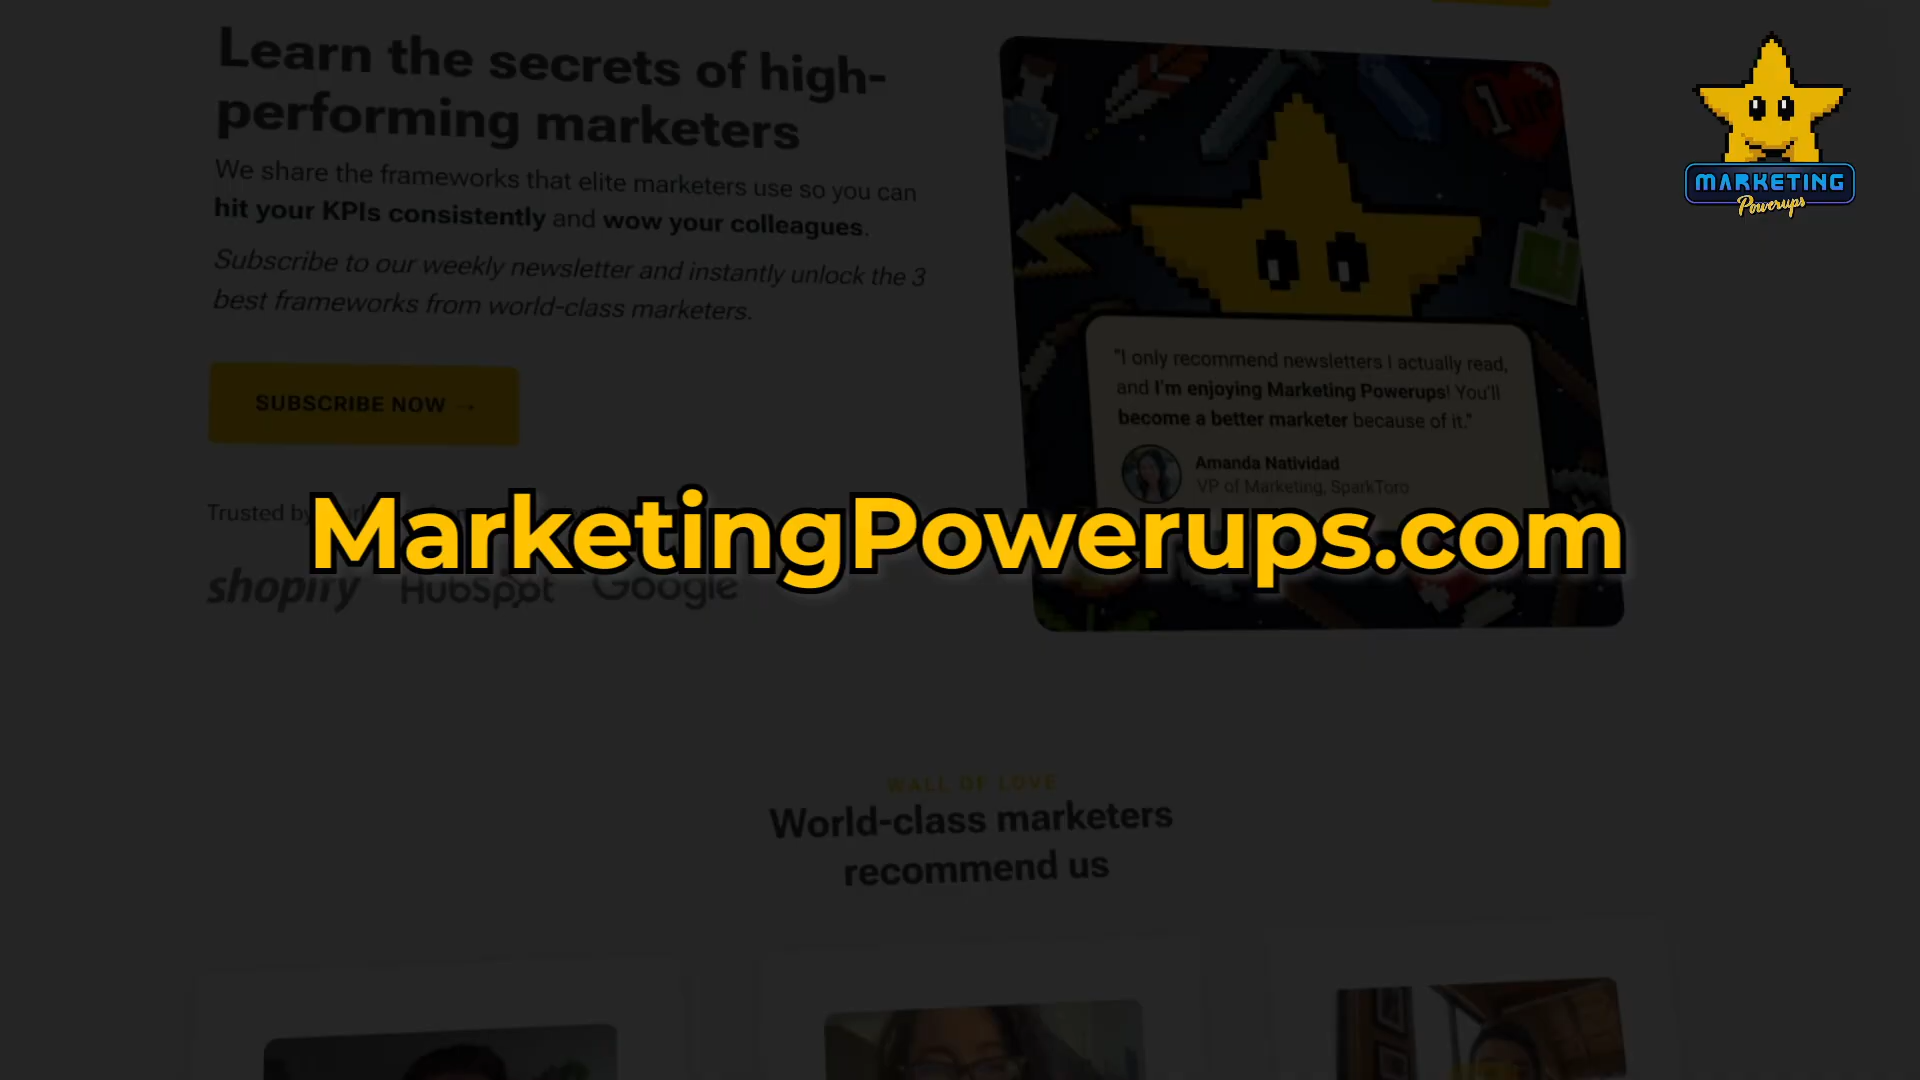 Learn the secrets of high-
performing marketers
We share the frameworks that elite marketers use so you can
hit your KPIs consistently and wow your colleagues.
Subscribe to our weekly newsletter and instantly unlock the 3
best frameworks from world-class marketers.
SUBSCRIBE NOW →
Trusted by
shopify HubSpot Google
1UP
"I only recommend newsletters I actually read,
and I'm enjoying Marketing Powerups! You'll
become a better marketer because of it."
Amanda Natividad
VP of Marketing, SparkToro
MARKETING
Powerups
MarketingPowerups.com
WALL OF LOVE
World-class marketers
recommend us